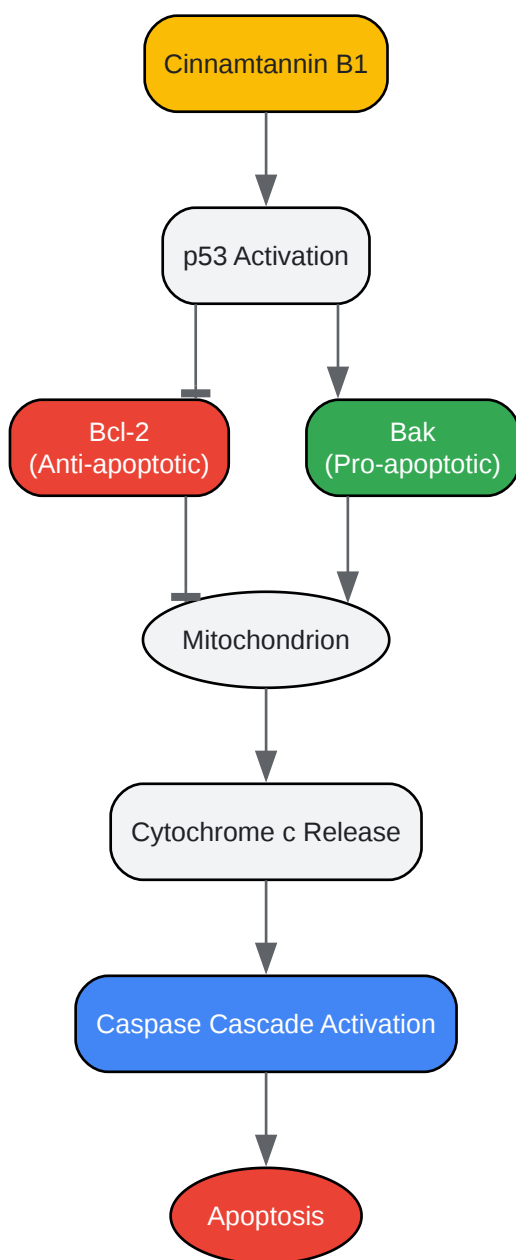 Cinnamtannin B1
p53 Activation
Bcl-2
(Anti-apoptotic)
Bak
(Pro-apoptotic)
Mitochondrion
Cytochrome c Release
Caspase Cascade Activation
Apoptosis